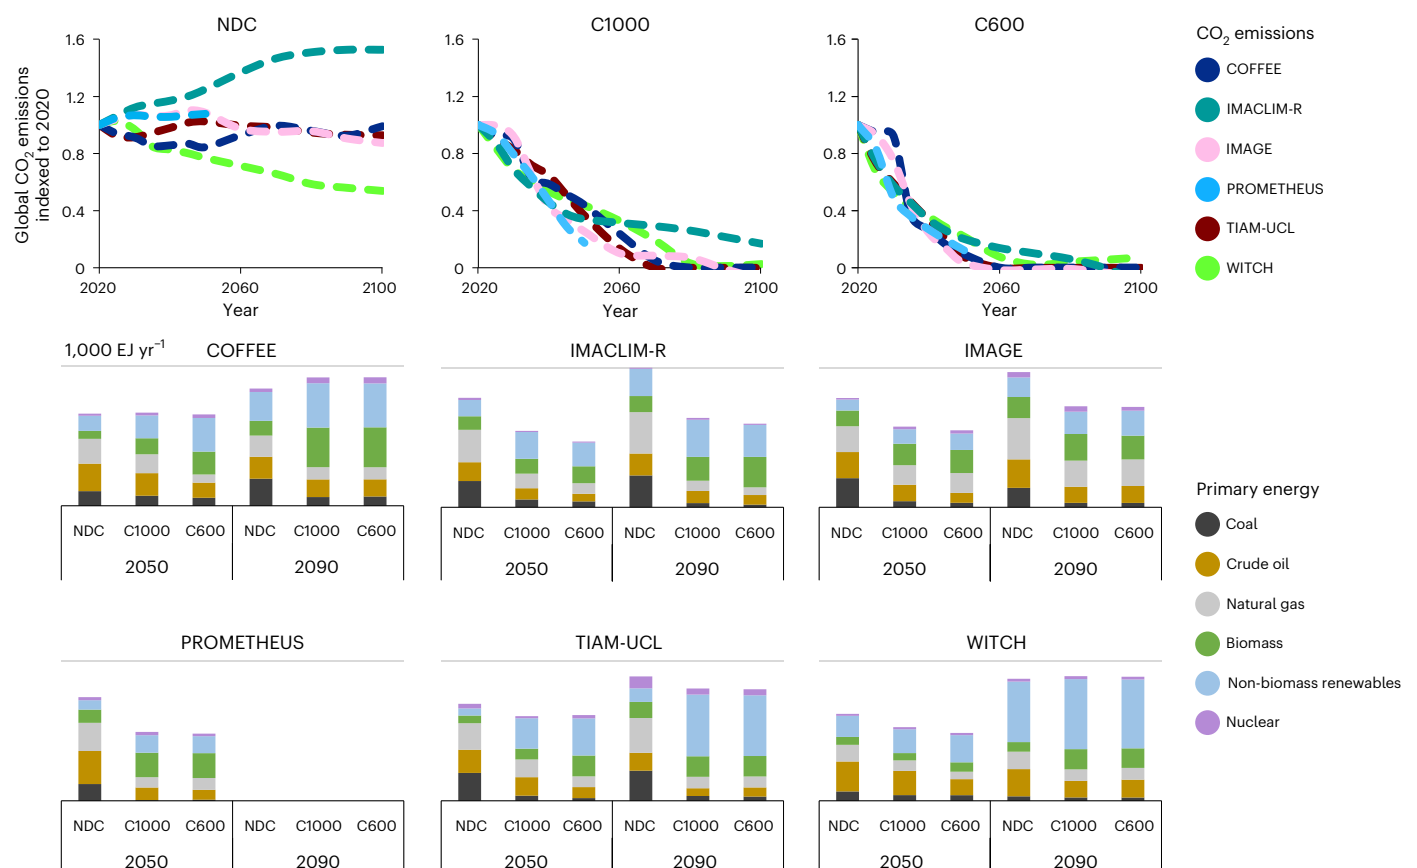 NDC
C1000
C600
CO2 emissions
Global CO2 emissions
indexed to 2020
1.6
1.2
0.8
0.4
0
2020
2060
2100
Year
1.6
1.2
0.8
0.4
0
2020
2060
2100
Year
1.6
1.2
0.8
0.4
0
2020
2060
2100
Year
COFFEE
IMACLIM-R
IMAGE
PROMETHEUS
TIAM-UCL
WITCH
1,000 EJ yr−1
COFFEE
IMACLIM-R
IMAGE
NDC C1000 C600 NDC C1000 C600
2050 2090
NDC C1000 C600 NDC C1000 C600
2050 2090
NDC C1000 C600 NDC C1000 C600
2050 2090
Primary energy
Coal
Crude oil
Natural gas
Biomass
Non-biomass renewables
Nuclear
PROMETHEUS
TIAM-UCL
WITCH
NDC C1000 C600 NDC C1000 C600
2050 2090
NDC C1000 C600 NDC C1000 C600
2050 2090
NDC C1000 C600 NDC C1000 C600
2050 2090